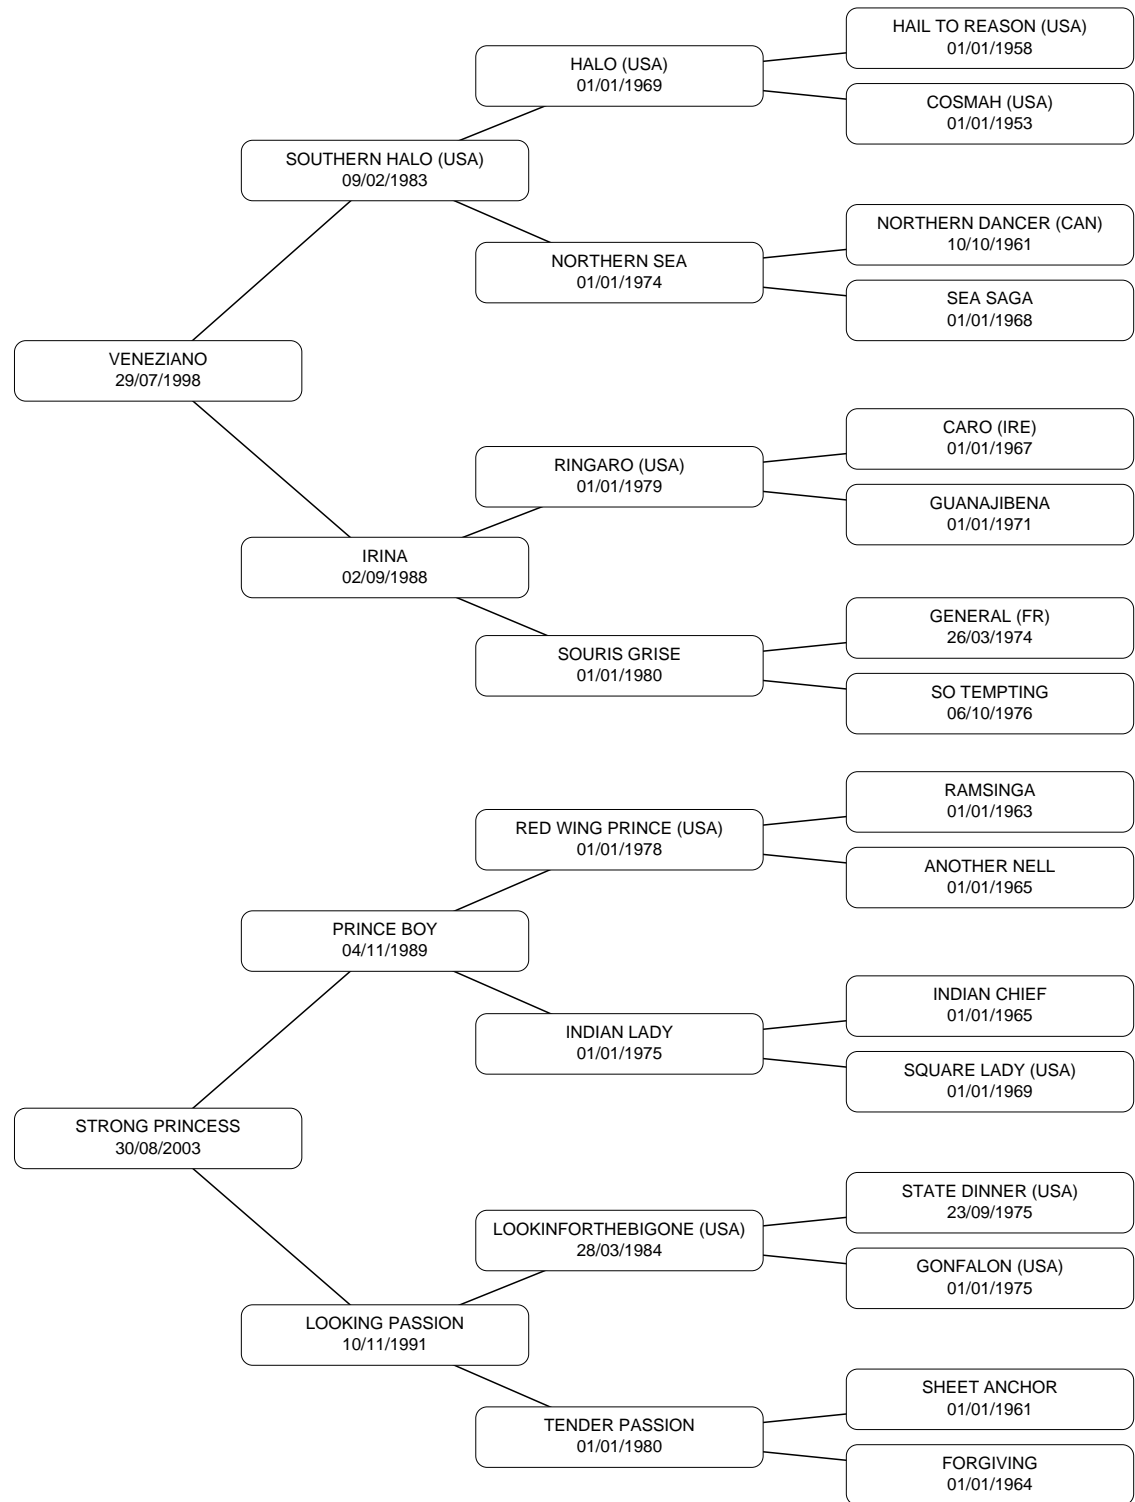 HAIL TO REASON (USA)
01/01/1958
HALO (USA)
01/01/1969
COSMAH (USA)
01/01/1953
SOUTHERN HALO (USA)
09/02/1983
NORTHERN DANCER (CAN)
10/10/1961
NORTHERN SEA
01/01/1974
SEA SAGA
01/01/1968
VENEZIANO
29/07/1998
CARO (IRE)
01/01/1967
RINGARO (USA)
01/01/1979
GUANAJIBENA
01/01/1971
IRINA
02/09/1988
GENERAL (FR)
26/03/1974
SOURIS GRISE
01/01/1980
SO TEMPTING
06/10/1976
RAMSINGA
01/01/1963
RED WING PRINCE (USA)
01/01/1978
ANOTHER NELL
01/01/1965
PRINCE BOY
04/11/1989
INDIAN CHIEF
01/01/1965
INDIAN LADY
01/01/1975
SQUARE LADY (USA)
01/01/1969
STRONG PRINCESS
30/08/2003
STATE DINNER (USA)
23/09/1975
LOOKINFORTHEBIGONE (USA)
28/03/1984
GONFALON (USA)
01/01/1975
LOOKING PASSION
10/11/1991
SHEET ANCHOR
01/01/1961
TENDER PASSION
01/01/1980
FORGIVING
01/01/1964